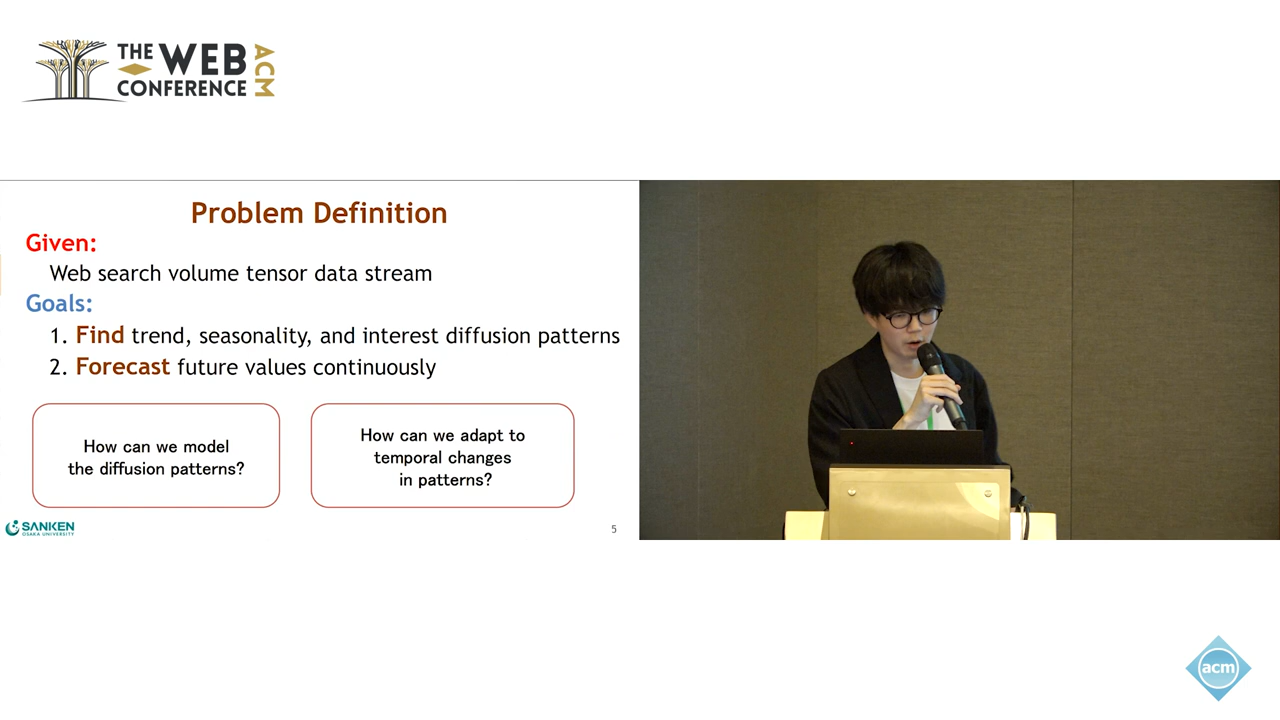 THE WEB
CONFERENCE
ACM
Problem Definition
Given:
Web search volume tensor data stream
Goals:
1. Find trend, seasonality, and interest diffusion patterns
2. Forecast future values continuously
How can we model
the diffusion patterns?
How can we adapt to
temporal changes
in patterns?
SANKEN
OSAKA UNIVERSITY
5
acm